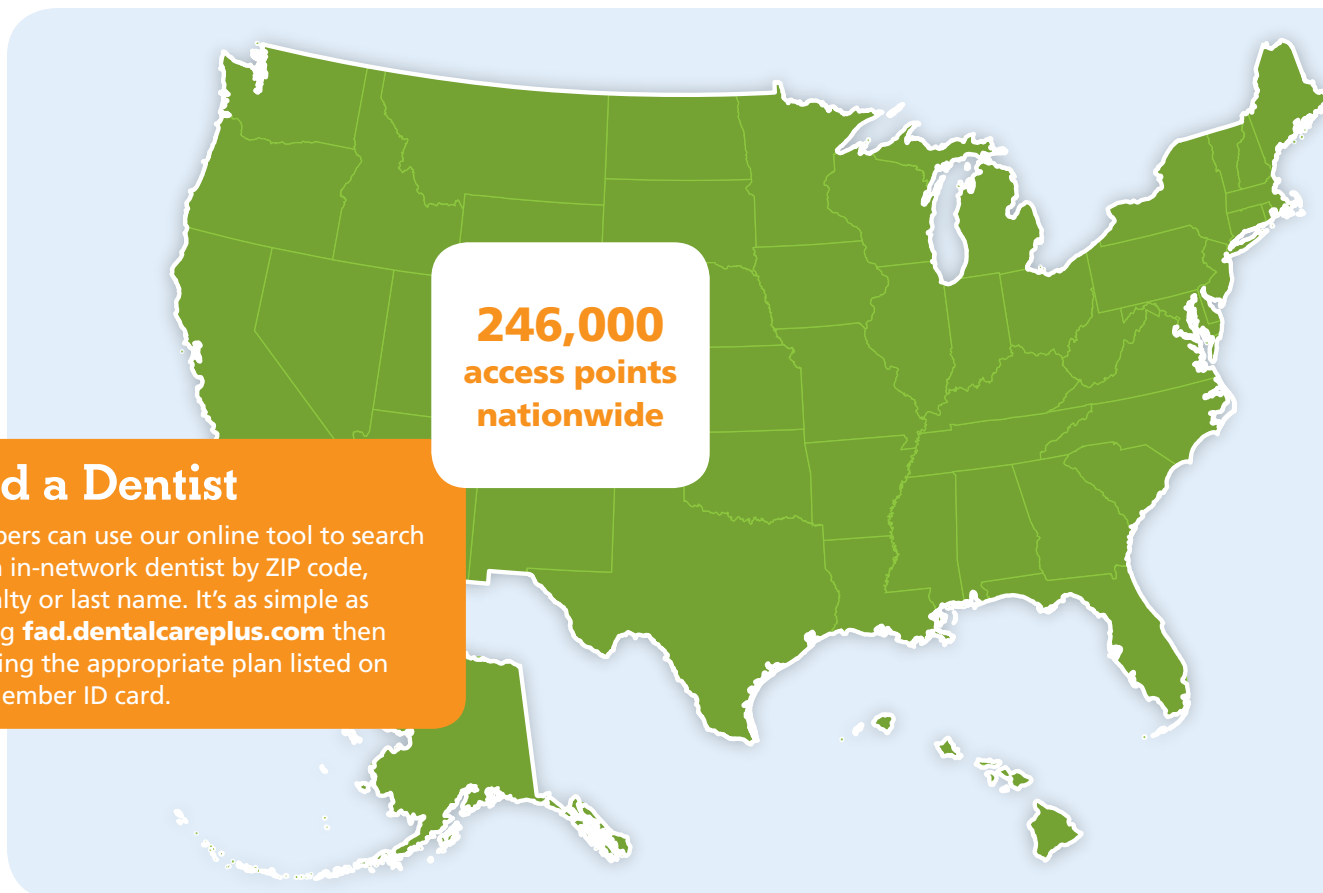 246,000
access points
nationwide
d a Dentist
bers can use our online tool to search
in-network dentist by ZIP code,
alty or last name. It's as simple as
g fad.dentalcareplus.com then
ing the appropriate plan listed on
ember ID card.